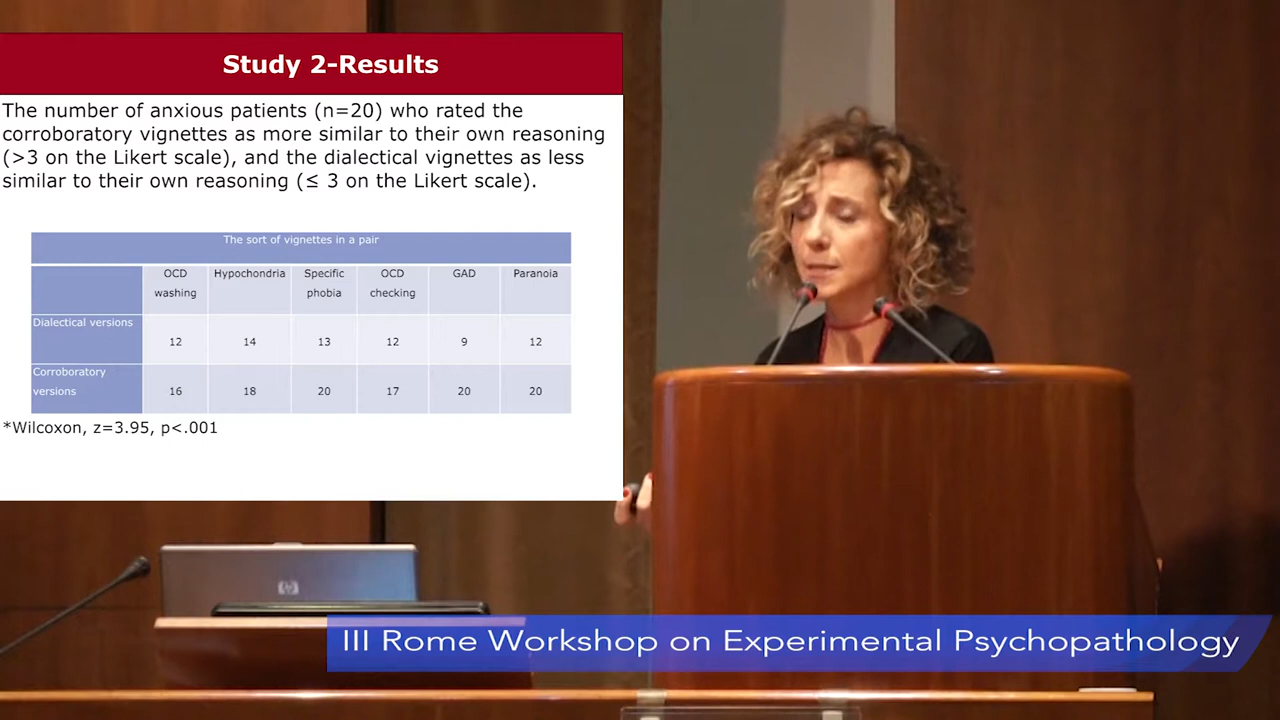 Study 2-Results
The number of anxious patients (n=20) who rated the
corroboratory vignettes as more similar to their own reasoning
(>3 on the Likert scale), and the dialectical vignettes as less
similar to their own reasoning (≤ 3 on the Likert scale).
The sort of vignettes in a pair
OCD washing Hypochondria Specific phobia OCD checking GAD Paranoia
Dialectical versions 12 14 13 12 9 12
Corroboratory versions 16 18 20 17 20 20
*Wilcoxon, z=3.95, p<.001
hp
III Rome Workshop on Experimental Psychopathology